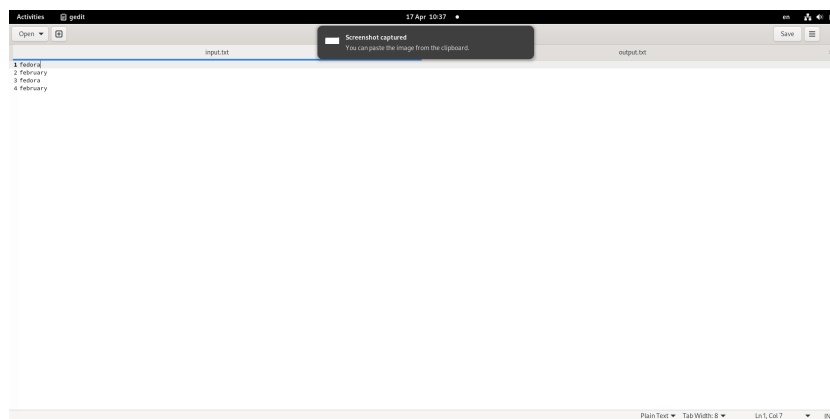 Activities gedit 17 Apr 10:37 en
Open Save
Screenshot captured
You can paste the image from the clipboard.
input.txt output.txt
1 fedora
2 february
3 fedora
4 february
Plain Text Tab Width: 8 Ln 1, Col 7